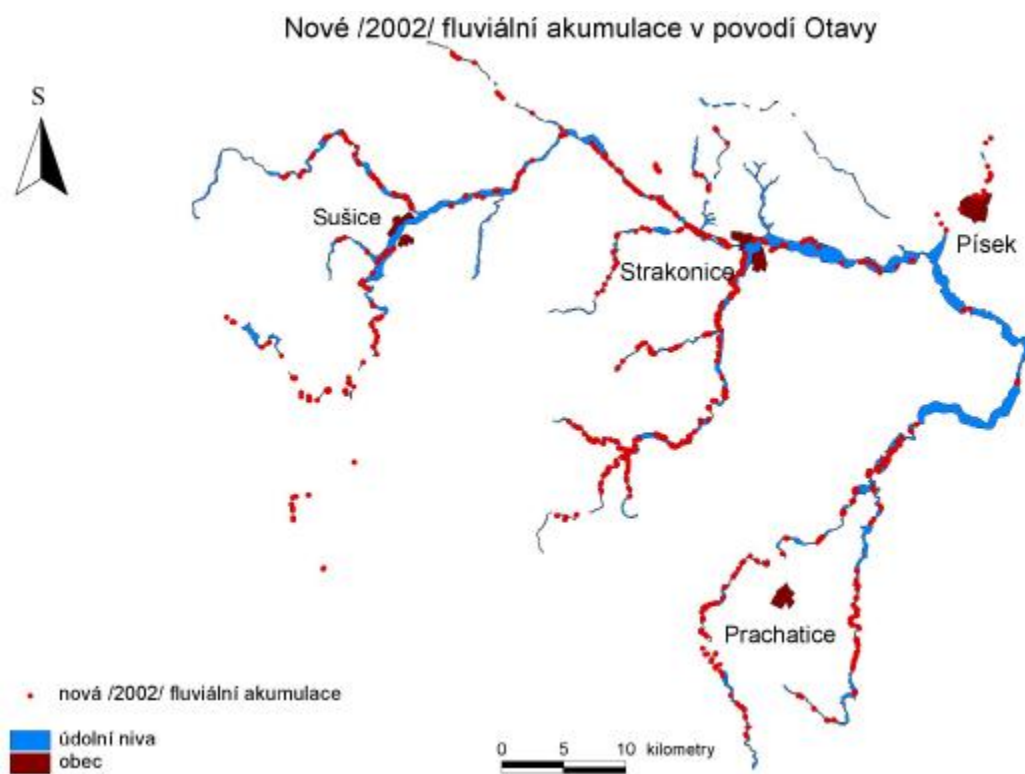 Nové /2002/ fluviální akumulace v povodí Otavy
S
Sušice
Písek
Strakonice
Prachatice
nová /2002/ fluviální akumulace
údolní niva
obec
0 5 10 kilometry